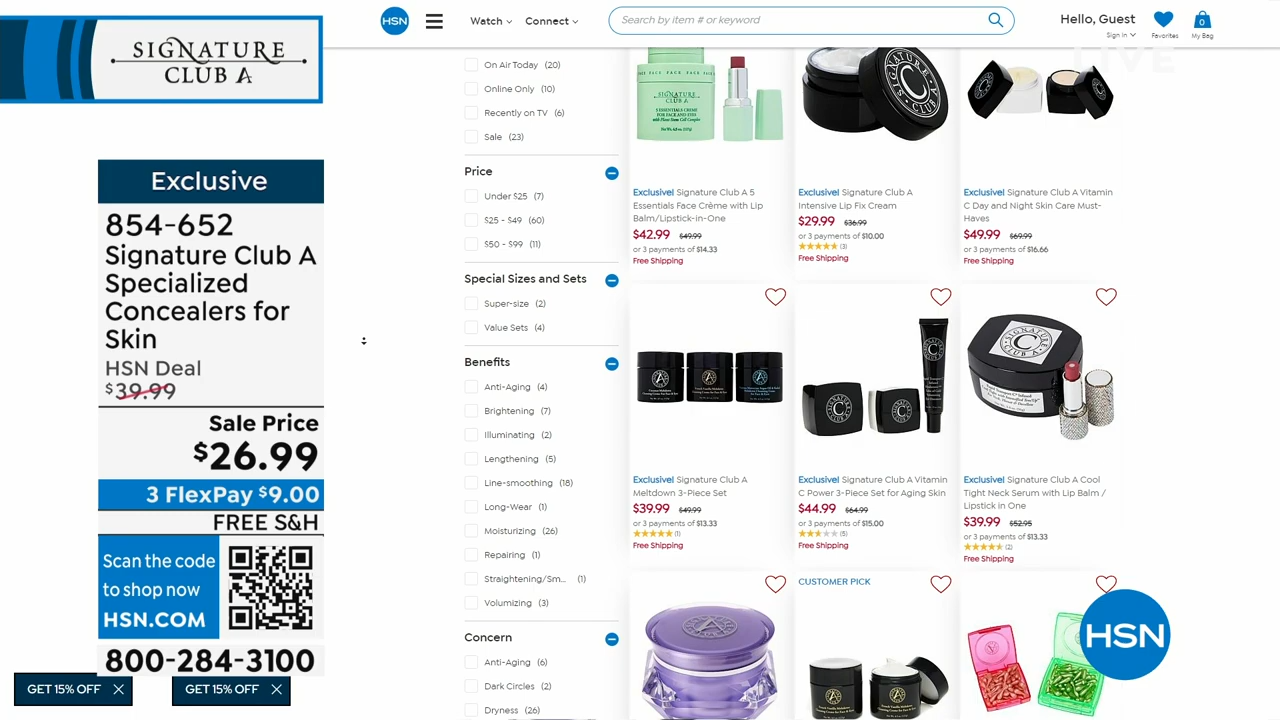 SIGNATURE
CLUB A
Exclusive
854-652
Signature Club A
Specialized
Concealers for
Skin
HSN Deal
$39.99
Sale Price
$26.99
3 FlexPay $9.00
FREE S&H
Scan the code
to shop now
HSN.COM
800-284-3100
GET 15% OFF
GET 15% OFF
HSN
Watch
Connect
Search by item # or keyword
Hello, Guest
Sign In
Favorites
0
My Bag
LIVE
On Air Today (20)
Online Only (10)
Recently on TV (6)
Sale (23)
Price
Under $25 (7)
$25 - $49 (60)
$50 - $99 (11)
Special Sizes and Sets
Super-size (2)
Value Sets (4)
Benefits
Anti-Aging (4)
Brightening (7)
Illuminating (2)
Lengthening (5)
Line-smoothing (18)
Long-Wear (1)
Moisturizing (26)
Repairing (1)
Straightening/Sm... (1)
Volumizing (3)
Concern
Anti-Aging (6)
Dark Circles (2)
Dryness (26)
SIGNATURE
CLUB A
Exclusive! Signature Club A 5
Essentials Face Crème with Lip
Balm/Lipstick-in-One
$42.99 $49.99
or 3 payments of $14.33
Free Shipping
Exclusive! Signature Club A
Intensive Lip Fix Cream
$29.99 $36.99
or 3 payments of $10.00
(3)
Free Shipping
Exclusive! Signature Club A Vitamin
C Day and Night Skin Care Must-
Haves
$49.99 $69.99
or 3 payments of $16.66
Free Shipping
Exclusive! Signature Club A
Meltdown 3-Piece Set
$39.99 $49.99
or 3 payments of $13.33
(1)
Free Shipping
Exclusive! Signature Club A Vitamin
C Power 3-Piece Set for Aging Skin
$44.99 $64.99
or 3 payments of $15.00
(5)
Free Shipping
Exclusive! Signature Club A Cool
Tight Neck Serum with Lip Balm /
Lipstick in One
$39.99 $52.95
or 3 payments of $13.33
(2)
Free Shipping
CUSTOMER PICK
HSN